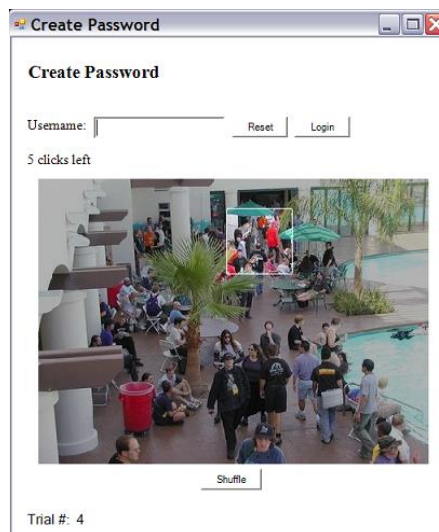 Create Password
Create Password
Username: Reset Login
5 clicks left
Shuffle
Trial #: 4